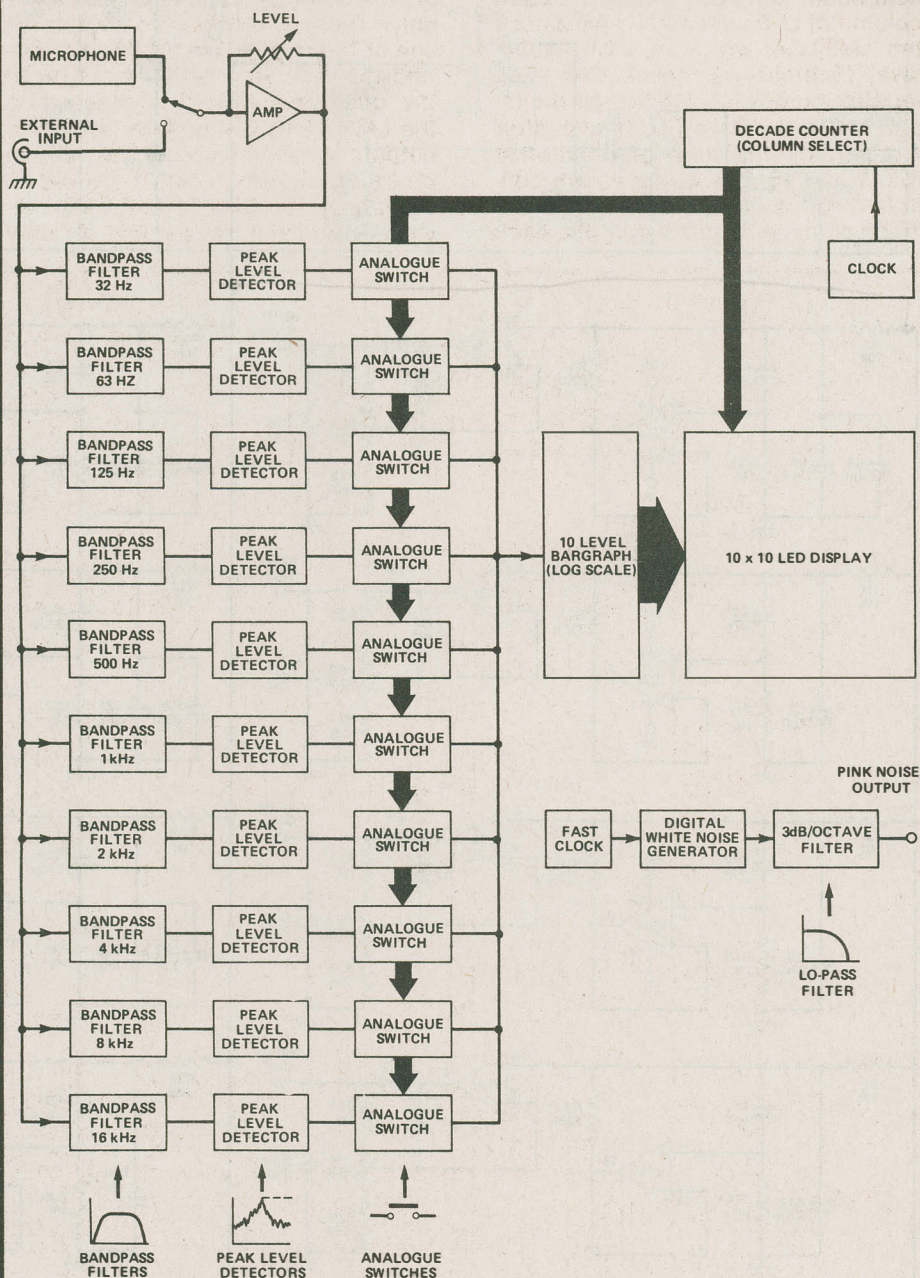 LEVEL
MICROPHONE
AMP
EXTERNAL
INPUT
DECADE COUNTER
(COLUMN SELECT)
CLOCK
BANDPASS
FILTER
32 Hz
PEAK
LEVEL
DETECTOR
ANALOGUE
SWITCH
BANDPASS
FILTER
63 HZ
PEAK
LEVEL
DETECTOR
ANALOGUE
SWITCH
BANDPASS
FILTER
125 Hz
PEAK
LEVEL
DETECTOR
ANALOGUE
SWITCH
BANDPASS
FILTER
250 Hz
PEAK
LEVEL
DETECTOR
ANALOGUE
SWITCH
10 LEVEL
BARGRAPH
(LOG SCALE)
10 x 10 LED DISPLAY
BANDPASS
FILTER
500 Hz
PEAK
LEVEL
DETECTOR
ANALOGUE
SWITCH
BANDPASS
FILTER
1 kHz
PEAK
LEVEL
DETECTOR
ANALOGUE
SWITCH
PINK NOISE
OUTPUT
BANDPASS
FILTER
2 kHz
PEAK
LEVEL
DETECTOR
ANALOGUE
SWITCH
FAST
CLOCK
DIGITAL
WHITE NOISE
GENERATOR
3dB/OCTAVE
FILTER
BANDPASS
FILTER
4 kHz
PEAK
LEVEL
DETECTOR
ANALOGUE
SWITCH
LO-PASS
FILTER
BANDPASS
FILTER
8 kHz
PEAK
LEVEL
DETECTOR
ANALOGUE
SWITCH
BANDPASS
FILTER
16 kHz
PEAK
LEVEL
DETECTOR
ANALOGUE
SWITCH
BANDPASS
FILTERS
PEAK LEVEL
DETECTORS
ANALOGUE
SWITCHES